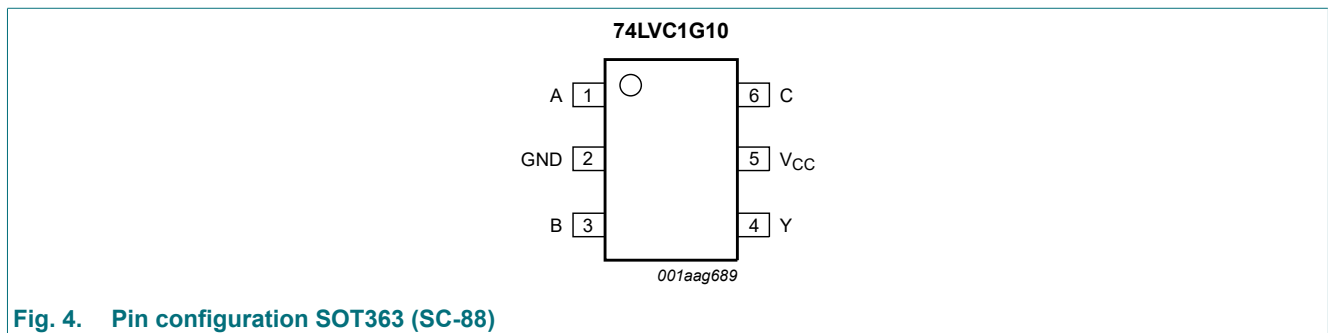 74LVC1G10
A 1 6 C
GND 2 5 VCC
B 3 4 Y
001aag689
Fig. 4. Pin configuration SOT363 (SC-88)